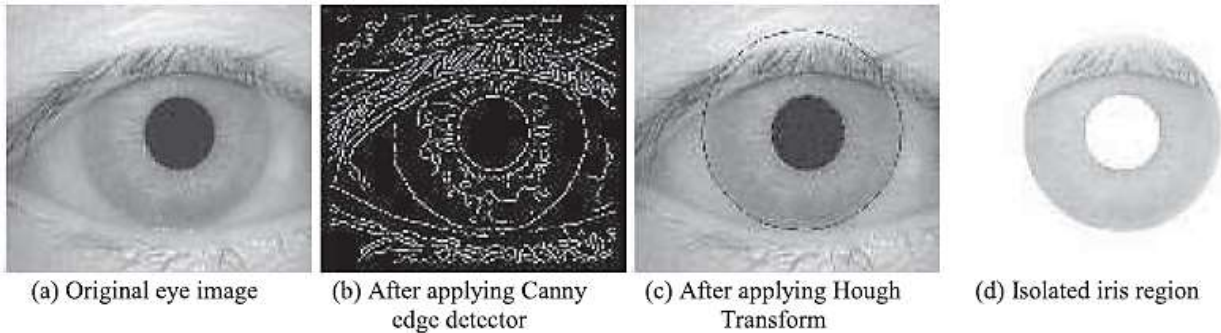 (a) Original eye image
(b) After applying Canny
edge detector
(c) After applying Hough
Transform
(d) Isolated iris region